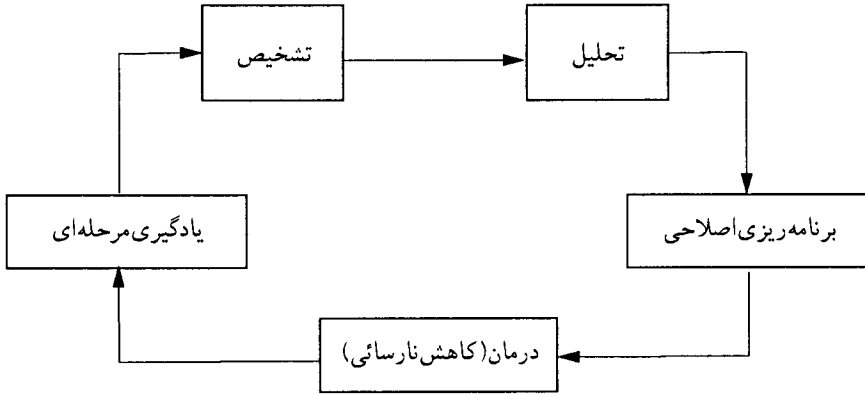 تشخیص
تحلیل
برنامه‌ریزی اصلاحی
درمان (کاهش نارسائی)
یادگیری مرحله‌ای